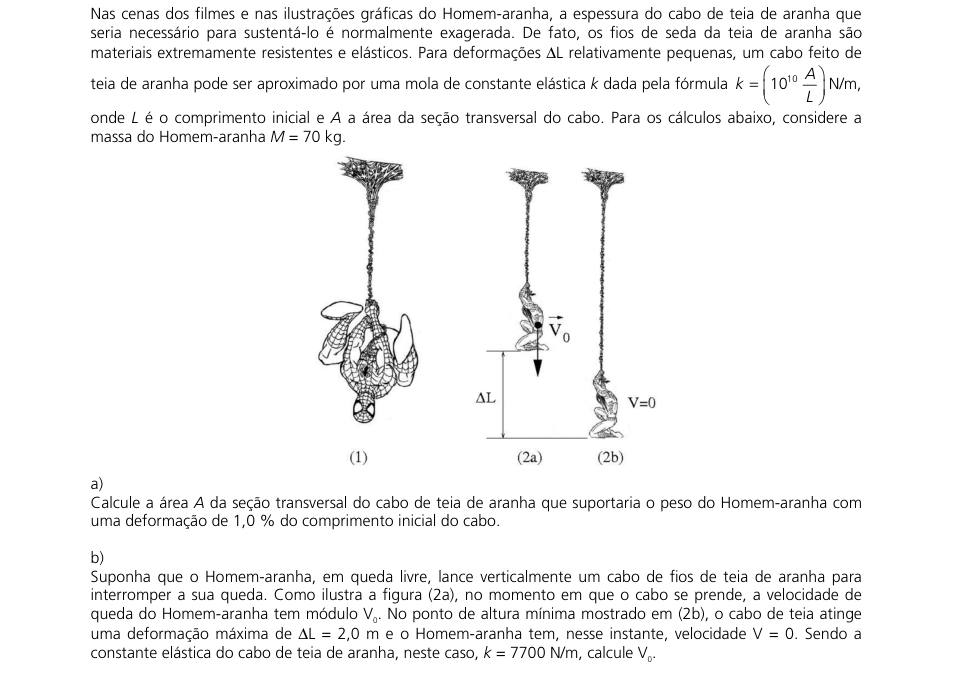 Nas cenas dos filmes e nas ilustrações gráficas do Homem-aranha, a espessura do cabo de teia de aranha que
seria necessário para sustentá-lo é normalmente exagerada. De fato, os fios de seda da teia de aranha são
materiais extremamente resistentes e elásticos. Para deformações ΔL relativamente pequenas, um cabo feito de
teia de aranha pode ser aproximado por uma mola de constante elástica k dada pela fórmula k = (10¹⁰ A/L) N/m,
onde L é o comprimento inicial e A a área da seção transversal do cabo. Para os cálculos abaixo, considere a
massa do Homem-aranha M = 70 kg.
V⃗₀
ΔL
V=0
(1) (2a) (2b)
a)
Calcule a área A da seção transversal do cabo de teia de aranha que suportaria o peso do Homem-aranha com
uma deformação de 1,0 % do comprimento inicial do cabo.
b)
Suponha que o Homem-aranha, em queda livre, lance verticalmente um cabo de fios de teia de aranha para
interromper a sua queda. Como ilustra a figura (2a), no momento em que o cabo se prende, a velocidade de
queda do Homem-aranha tem módulo V₀. No ponto de altura mínima mostrado em (2b), o cabo de teia atinge
uma deformação máxima de ΔL = 2,0 m e o Homem-aranha tem, nesse instante, velocidade V = 0. Sendo a
constante elástica do cabo de teia de aranha, neste caso, k = 7700 N/m, calcule V₀.